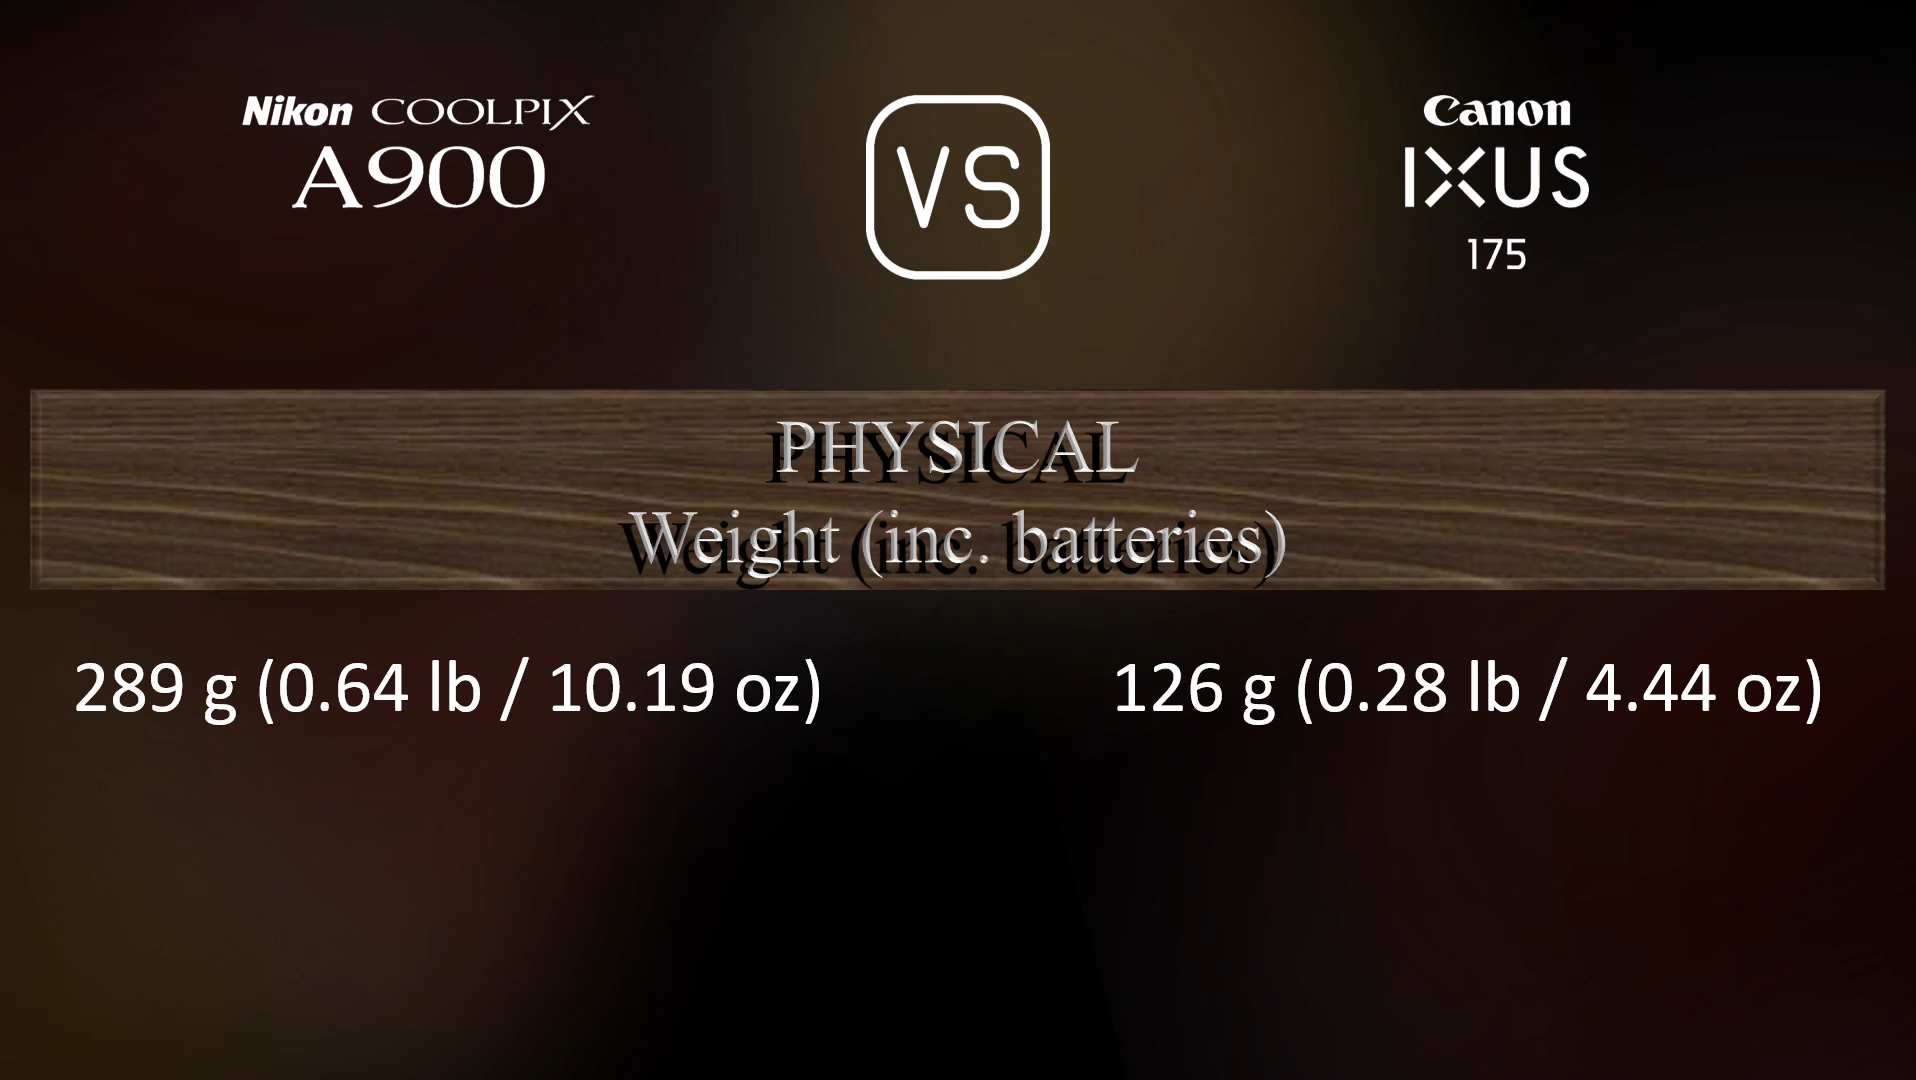 Nikon COOLPIX
A900
VS
Canon
IXUS
175
PHYSICAL
Weight (inc. batteries)
289 g (0.64 lb / 10.19 oz)
126 g (0.28 lb / 4.44 oz)